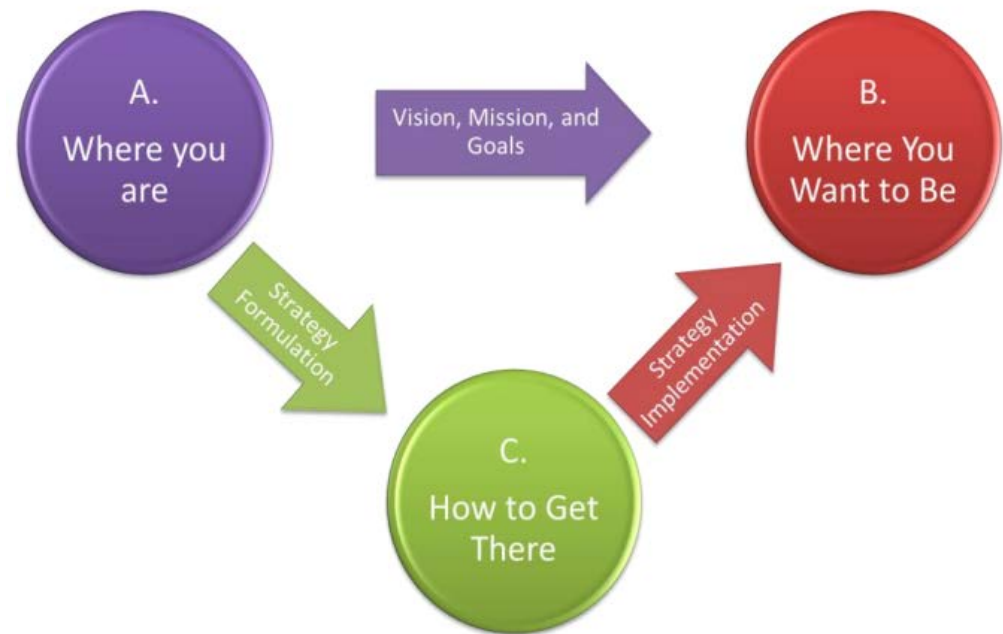 A.
Where you
are
Vision, Mission, and
Goals
B.
Where You
Want to Be
Strategy
Formulation
Strategy
Implementation
C.
How to Get
There